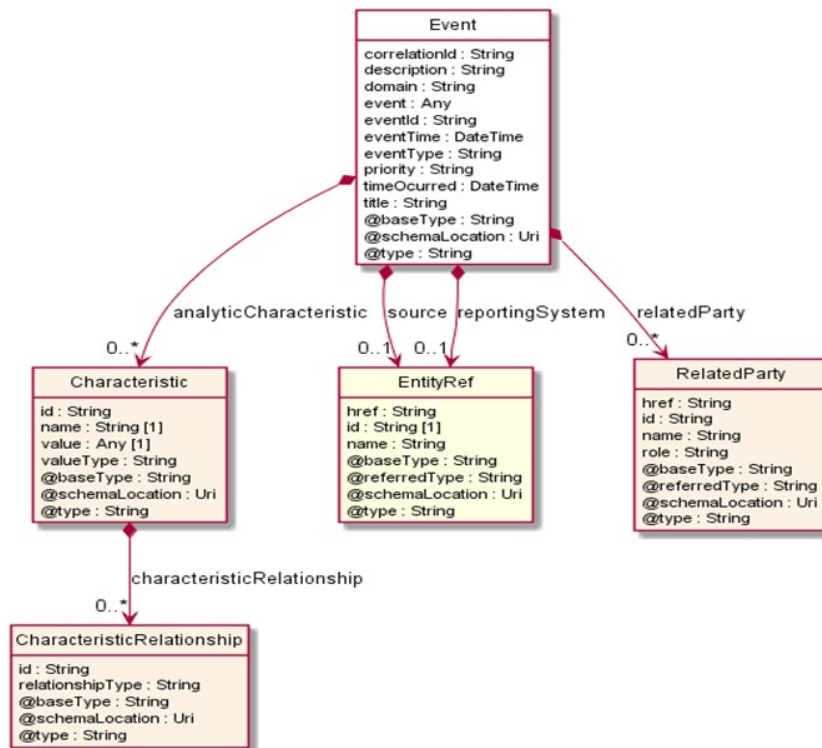 Event
correlationId : String
description : String
domain : String
event : Any
eventId : String
eventTime : DateTime
eventType : String
priority : String
timeOcurred : DateTime
title : String
@baseType : String
@schemaLocation : Uri
@type : String
analyticCharacteristic
source
reportingSystem
relatedParty
0..*
0..1
0..1
0..*
Characteristic
id : String
name : String [1]
value : Any [1]
valueType : String
@baseType : String
@schemaLocation : Uri
@type : String
EntityRef
href : String
id : String [1]
name : String
@baseType : String
@referredType : String
@schemaLocation : Uri
@type : String
RelatedParty
href : String
id : String
name : String
role : String
@baseType : String
@referredType : String
@schemaLocation : Uri
@type : String
characteristicRelationship
0..*
CharacteristicRelationship
id : String
relationshipType : String
@baseType : String
@schemaLocation : Uri
@type : String